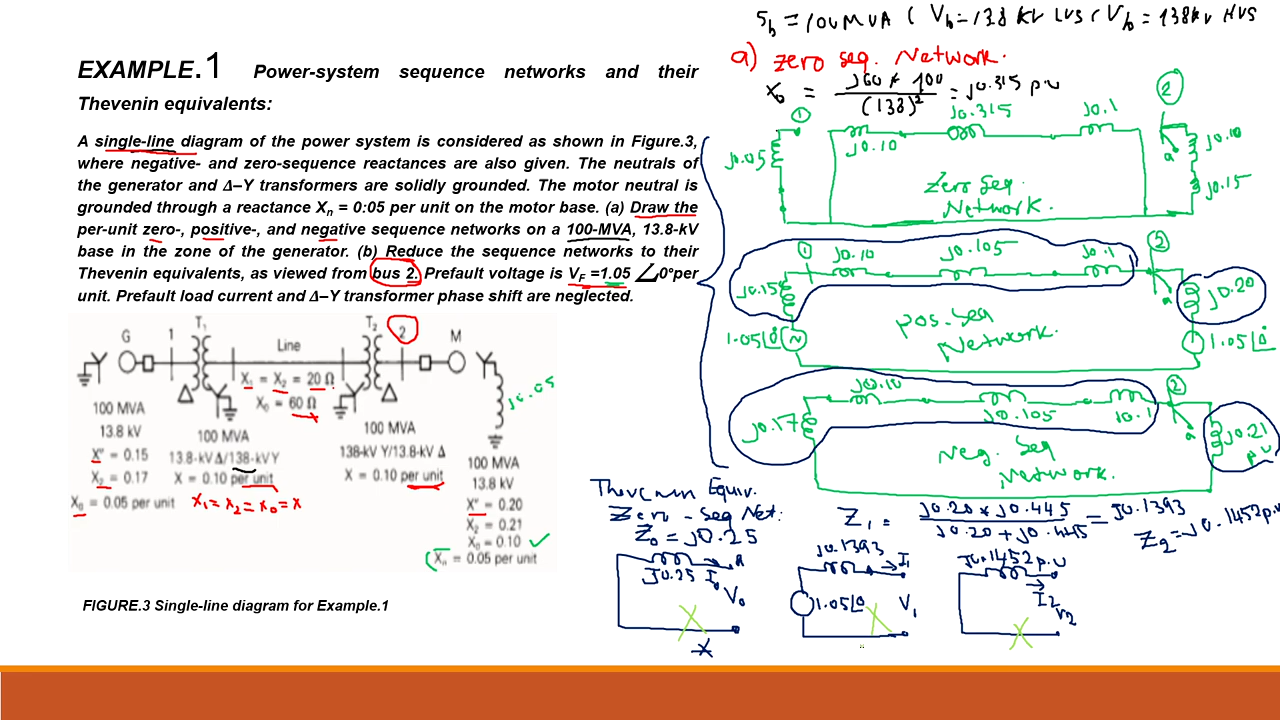 EXAMPLE.1 Power-system sequence networks and their
Thevenin equivalents:
A single-line diagram of the power system is considered as shown in Figure.3,
where negative- and zero-sequence reactances are also given. The neutrals of
the generator and Δ–Y transformers are solidly grounded. The motor neutral is
grounded through a reactance Xn = 0:05 per unit on the motor base. (a) Draw the
per-unit zero-, positive-, and negative sequence networks on a 100-MVA, 13.8-kV
base in the zone of the generator. (b) Reduce the sequence networks to their
Thevenin equivalents, as viewed from bus 2. Prefault voltage is VF =1.05 ∠0°per
unit. Prefault load current and Δ–Y transformer phase shift are neglected.
G 1 T1 Line T2 2 M
X1 = X2 = 20 Ω
X0 = 60 Ω
j0.05
100 MVA
13.8 kV
X" = 0.15
X2 = 0.17
X0 = 0.05 per unit
100 MVA
13.8-kV Δ/138-kV Y
X = 0.10 per unit
X1 = X2 = X0 = X
100 MVA
138-kV Y/13.8-kV Δ
X = 0.10 per unit
100 MVA
13.8 kV
X" = 0.20
X2 = 0.21
X0 = 0.10
Xn = 0.05 per unit
FIGURE.3 Single-line diagram for Example.1
Sb = 100 MVA ( Vb = 13.8 KV LVS ( Vb = 138 kv HVS
a) Zero seq. Network.
X0 = j60 * 100 / (138)² = j0.315 pu
1 j0.05 j0.10 j0.315 j0.1 2 j0.10
a j0.15
Zero Seq.
Network.
1 j0.10 j0.105 j0.1 2
j0.15 a j0.20
1.05∠0° Pos. Seq Network. 1.05∠0°
j0.10 2
j0.17 j0.105 j0.1 a j0.21 pu
Neg. Seq
Network.
Thevenin Equiv.
Zero - Seq Net:
Z0 = j0.25
Z1 = j0.20 * j0.445 / j0.20 + j0.445 = j0.1393
Z2 = j0.1452 p.u
j0.25 I0 V0
j0.1393 I1
1.05∠0 V1
j0.1452 p.u
I2
V2